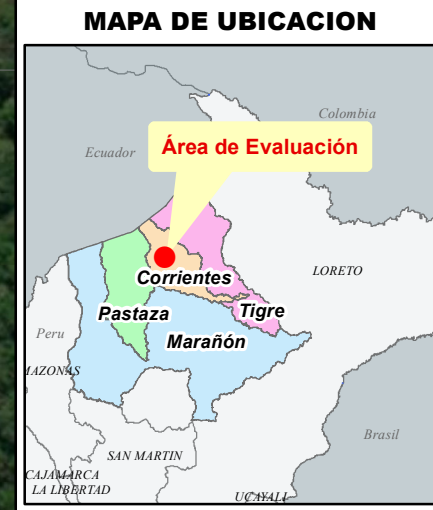 MAPA DE UBICACION
Colombia
Ecuador
Área de Evaluación
LORETO
Corrientes
Pastaza
Tigre
Peru
Marañón
AMAZONAS
Brasil
SAN MARTIN
CAJAMARCA
LA LIBERTAD
UCAYALI